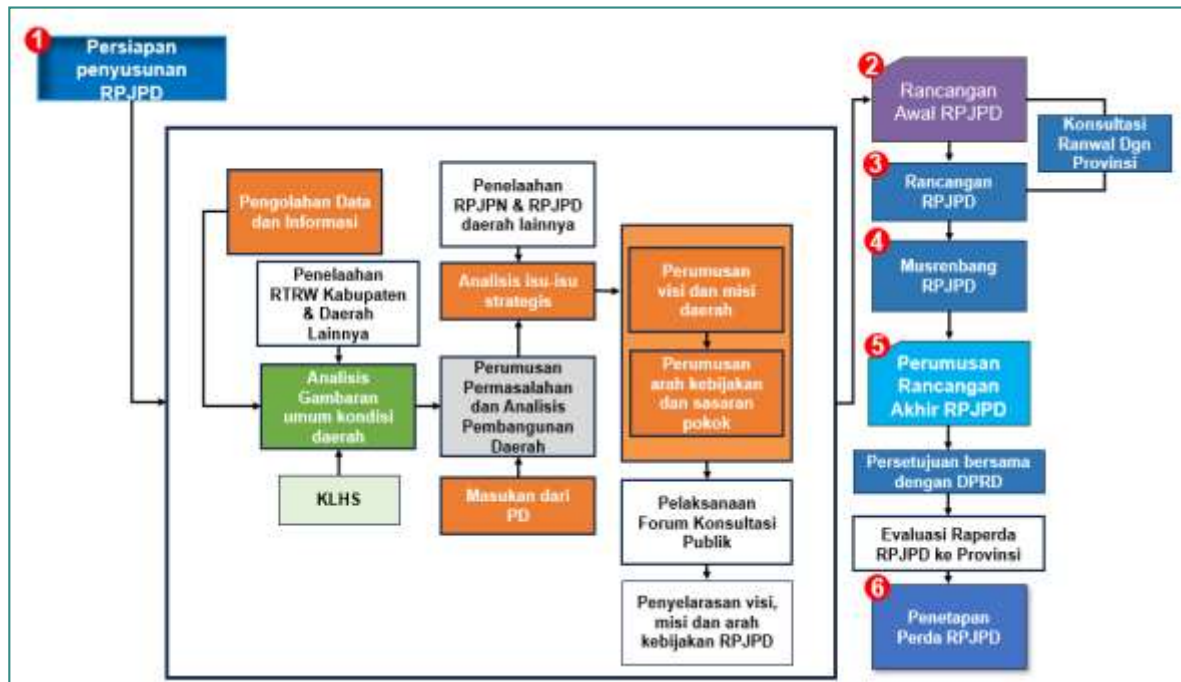 1
Persiapan
penyusunan
RPJPD
Pengolahan Data
dan Informasi
Penelaahan
RTRW Kabupaten
& Daerah
Lainnya
Analisis
Gambaran
umum kondisi
daerah
KLHS
Penelaahan
RPJPN & RPJPD
daerah lainnya
Analisis isu-isu
strategis
Perumusan
Permasalahan
dan Analisis
Pembangunan
Daerah
Masukan dari
PD
Perumusan
visi dan misi
daerah
Perumusan
arah kebijakan
dan sasaran
pokok
Pelaksanaan
Forum Konsultasi
Publik
Penyelarasan visi,
misi dan arah
kebijakan RPJPD
2
Rancangan
Awal RPJPD
Konsultasi
Ranwal Dgn
Provinsi
3
Rancangan
RPJPD
4
Musrenbang
RPJPD
5
Perumusan
Rancangan
Akhir RPJPD
Persetujuan bersama
dengan DPRD
Evaluasi Raperda
RPJPD ke Provinsi
6
Penetapan
Perda RPJPD